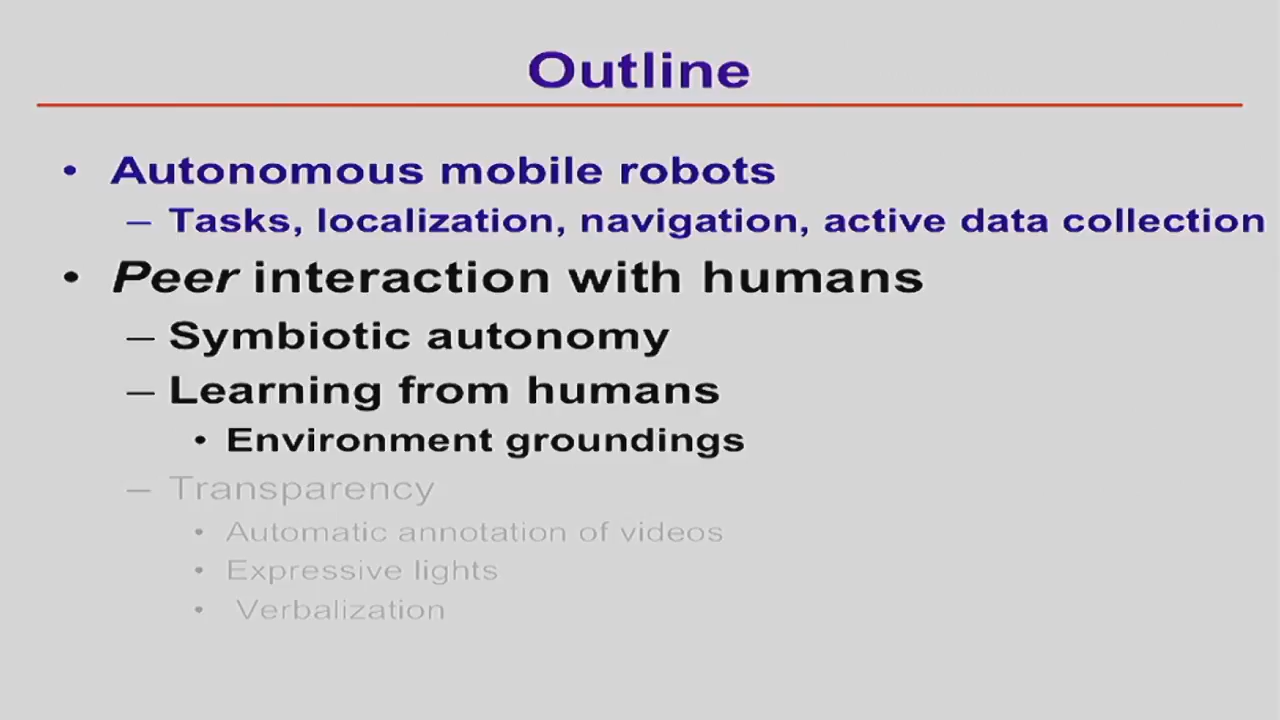 Outline
• Autonomous mobile robots
– Tasks, localization, navigation, active data collection
• Peer interaction with humans
– Symbiotic autonomy
– Learning from humans
• Environment groundings
– Transparency
• Automatic annotation of videos
• Expressive lights
• Verbalization